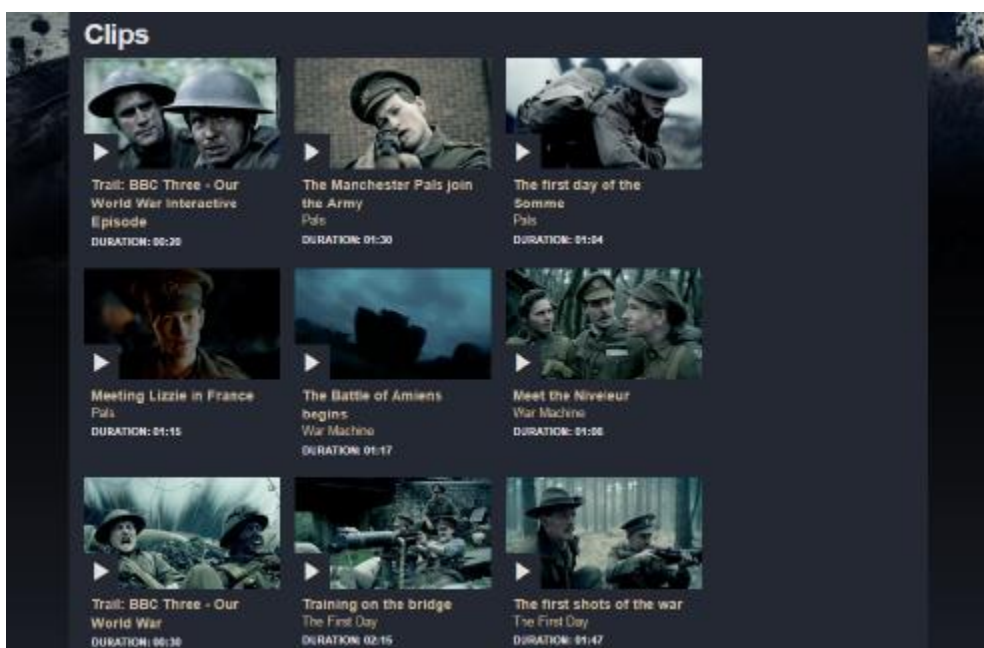 Clips
Trail: BBC Three - Our
World War Interactive
Episode
DURATION: 00:20
The Manchester Pals join
the Army
Pals
DURATION: 01:30
The first day of the
Somme
Pals
DURATION: 01:04
Meeting Lizzie in France
Pals
DURATION: 01:15
The Battle of Amiens
begins
War Machine
DURATION: 01:17
Meet the Niveleur
War Machine
DURATION: 01:06
Trail: BBC Three - Our
World War
DURATION: 00:30
Training on the bridge
The First Day
DURATION: 02:15
The first shots of the war
The First Day
DURATION: 01:47